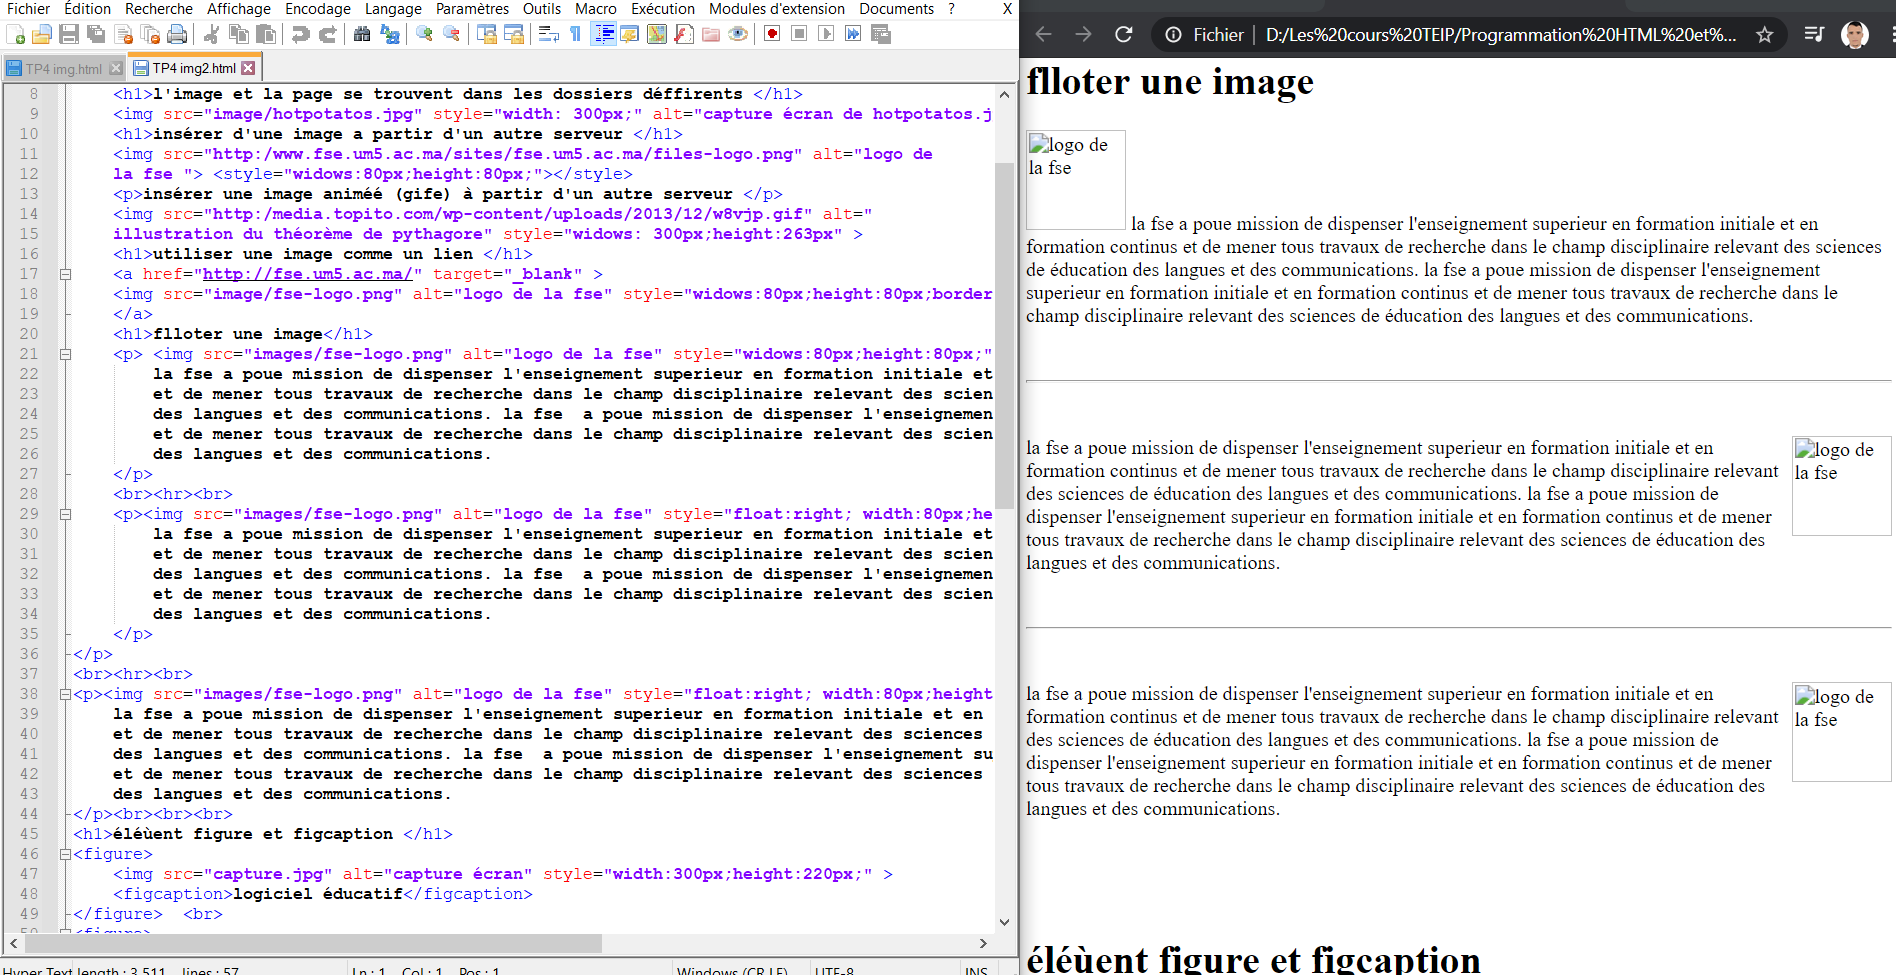 Fichier Édition Recherche Affichage Encodage Langage Paramètres Outils Macro Exécution Modules d'extension Documents ? X
TP4 img.html TP4 img2.html
8 <h1>l'image et la page se trouvent dans les dossiers déffirents </h1>
9 <img src="image/hotpotatos.jpg" style="width: 300px;" alt="capture écran de hotpotatos.j
10 <h1>insérer d'une image a partir d'un autre serveur </h1>
11 <img src="http:/www.fse.um5.ac.ma/sites/fse.um5.ac.ma/files-logo.png" alt="logo de
12 la fse "> <style="widows:80px;height:80px;"></style>
13 <p>insérer une image animéé (gife) à partir d'un autre serveur </p>
14 <img src="http:/media.topito.com/wp-content/uploads/2013/12/w8vjp.gif" alt="
15 illustration du théorème de pythagore" style="widows: 300px;height:263px" >
16 <h1>utiliser une image comme un lien </h1>
17 <a href="http://fse.um5.ac.ma/" target="_blank" >
18 <img src="image/fse-logo.png" alt="logo de la fse" style="widows:80px;height:80px;border
19 </a>
20 <h1>flloter une image</h1>
21 <p> <img src="images/fse-logo.png" alt="logo de la fse" style="widows:80px;height:80px;"
22 la fse a poue mission de dispenser l'enseignement superieur en formation initiale et
23 et de mener tous travaux de recherche dans le champ disciplinaire relevant des scien
24 des langues et des communications. la fse  a poue mission de dispenser l'enseignemen
25 et de mener tous travaux de recherche dans le champ disciplinaire relevant des scien
26 des langues et des communications.
27 </p>
28 <br><hr><br>
29 <p><img src="images/fse-logo.png" alt="logo de la fse" style="float:right; width:80px;he
30 la fse a poue mission de dispenser l'enseignement superieur en formation initiale et
31 et de mener tous travaux de recherche dans le champ disciplinaire relevant des scien
32 des langues et des communications. la fse  a poue mission de dispenser l'enseignemen
33 et de mener tous travaux de recherche dans le champ disciplinaire relevant des scien
34 des langues et des communications.
35 </p>
36 </p>
37 <br><hr><br>
38 <p><img src="images/fse-logo.png" alt="logo de la fse" style="float:right; width:80px;height
39 la fse a poue mission de dispenser l'enseignement superieur en formation initiale et en
40 et de mener tous travaux de recherche dans le champ disciplinaire relevant des sciences
41 des langues et des communications. la fse  a poue mission de dispenser l'enseignement su
42 et de mener tous travaux de recherche dans le champ disciplinaire relevant des sciences
43 des langues et des communications.
44 </p><br><br><br>
45 <h1>éléùent figure et figcaption </h1>
46 <figure>
47 <img src="capture.jpg" alt="capture écran" style="width:300px;height:220px;" >
48 <figcaption>logiciel éducatif</figcaption>
49 </figure>  <br>
50 <figure>
Hyper Text length : 3 511 lines : 57 Ln : 1 Col : 1 Pos : 1 Windows (CR LF) UTF-8 INS
Fichier D:/Les%20cours%20TEIP/Programmation%20HTML%20et%...
flloter une image
logo de
la fse
la fse a poue mission de dispenser l'enseignement superieur en formation initiale et en
formation continus et de mener tous travaux de recherche dans le champ disciplinaire relevant des sciences
de éducation des langues et des communications. la fse a poue mission de dispenser l'enseignement
superieur en formation initiale et en formation continus et de mener tous travaux de recherche dans le
champ disciplinaire relevant des sciences de éducation des langues et des communications.
la fse a poue mission de dispenser l'enseignement superieur en formation initiale et en
formation continus et de mener tous travaux de recherche dans le champ disciplinaire relevant
des sciences de éducation des langues et des communications. la fse a poue mission de
dispenser l'enseignement superieur en formation initiale et en formation continus et de mener
tous travaux de recherche dans le champ disciplinaire relevant des sciences de éducation des
langues et des communications.
logo de
la fse
la fse a poue mission de dispenser l'enseignement superieur en formation initiale et en
formation continus et de mener tous travaux de recherche dans le champ disciplinaire relevant
des sciences de éducation des langues et des communications. la fse a poue mission de
dispenser l'enseignement superieur en formation initiale et en formation continus et de mener
tous travaux de recherche dans le champ disciplinaire relevant des sciences de éducation des
langues et des communications.
logo de
la fse
éléùent figure et figcaption